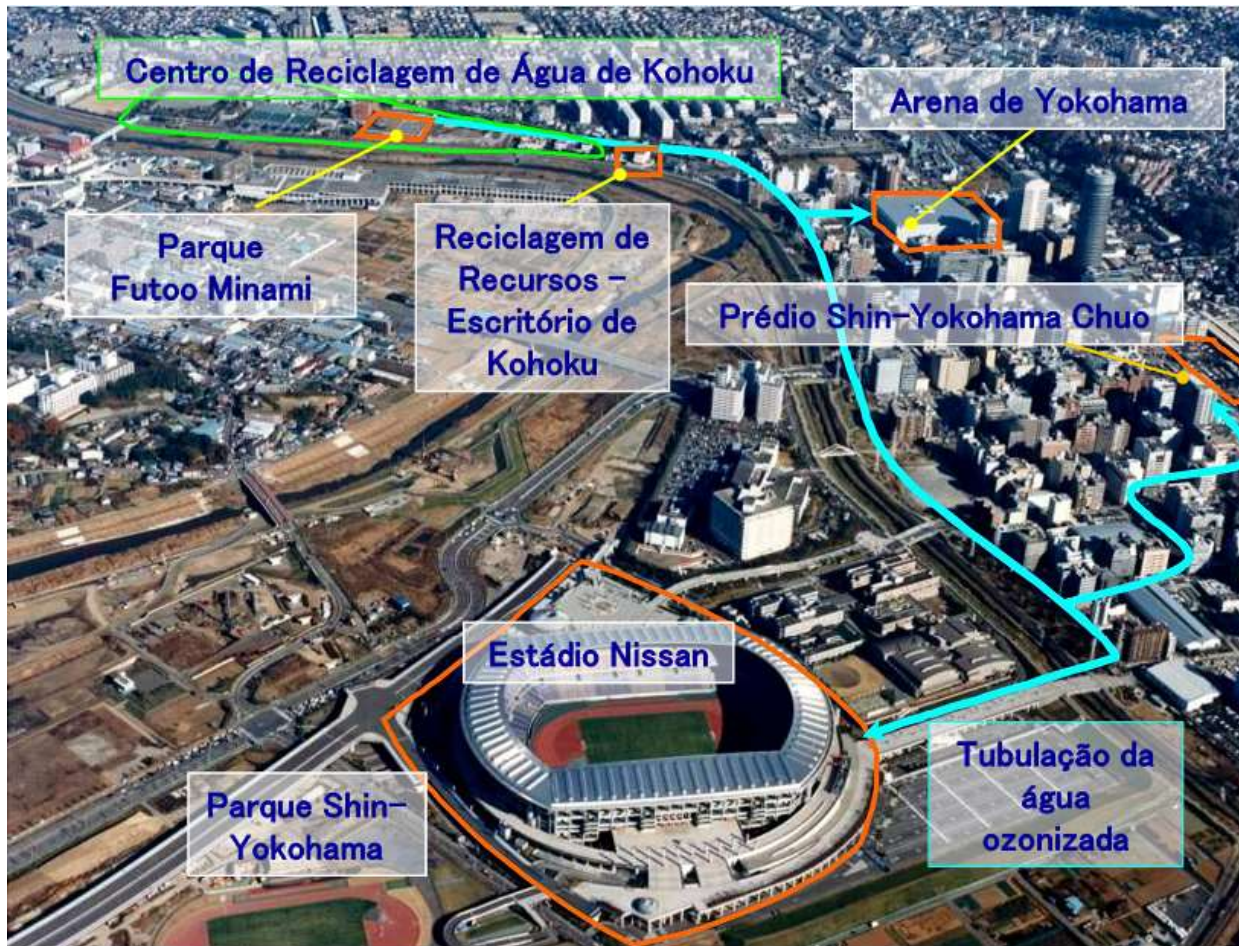 Centro de Reciclagem de Água de Kohoku
Arena de Yokohama
Parque
Futoo Minami
Reciclagem de
Recursos –
Escritório de
Kohoku
Prédio Shin-Yokohama Chuo
Estádio Nissan
Parque Shin-
Yokohama
Tubulação da
água
ozonizada